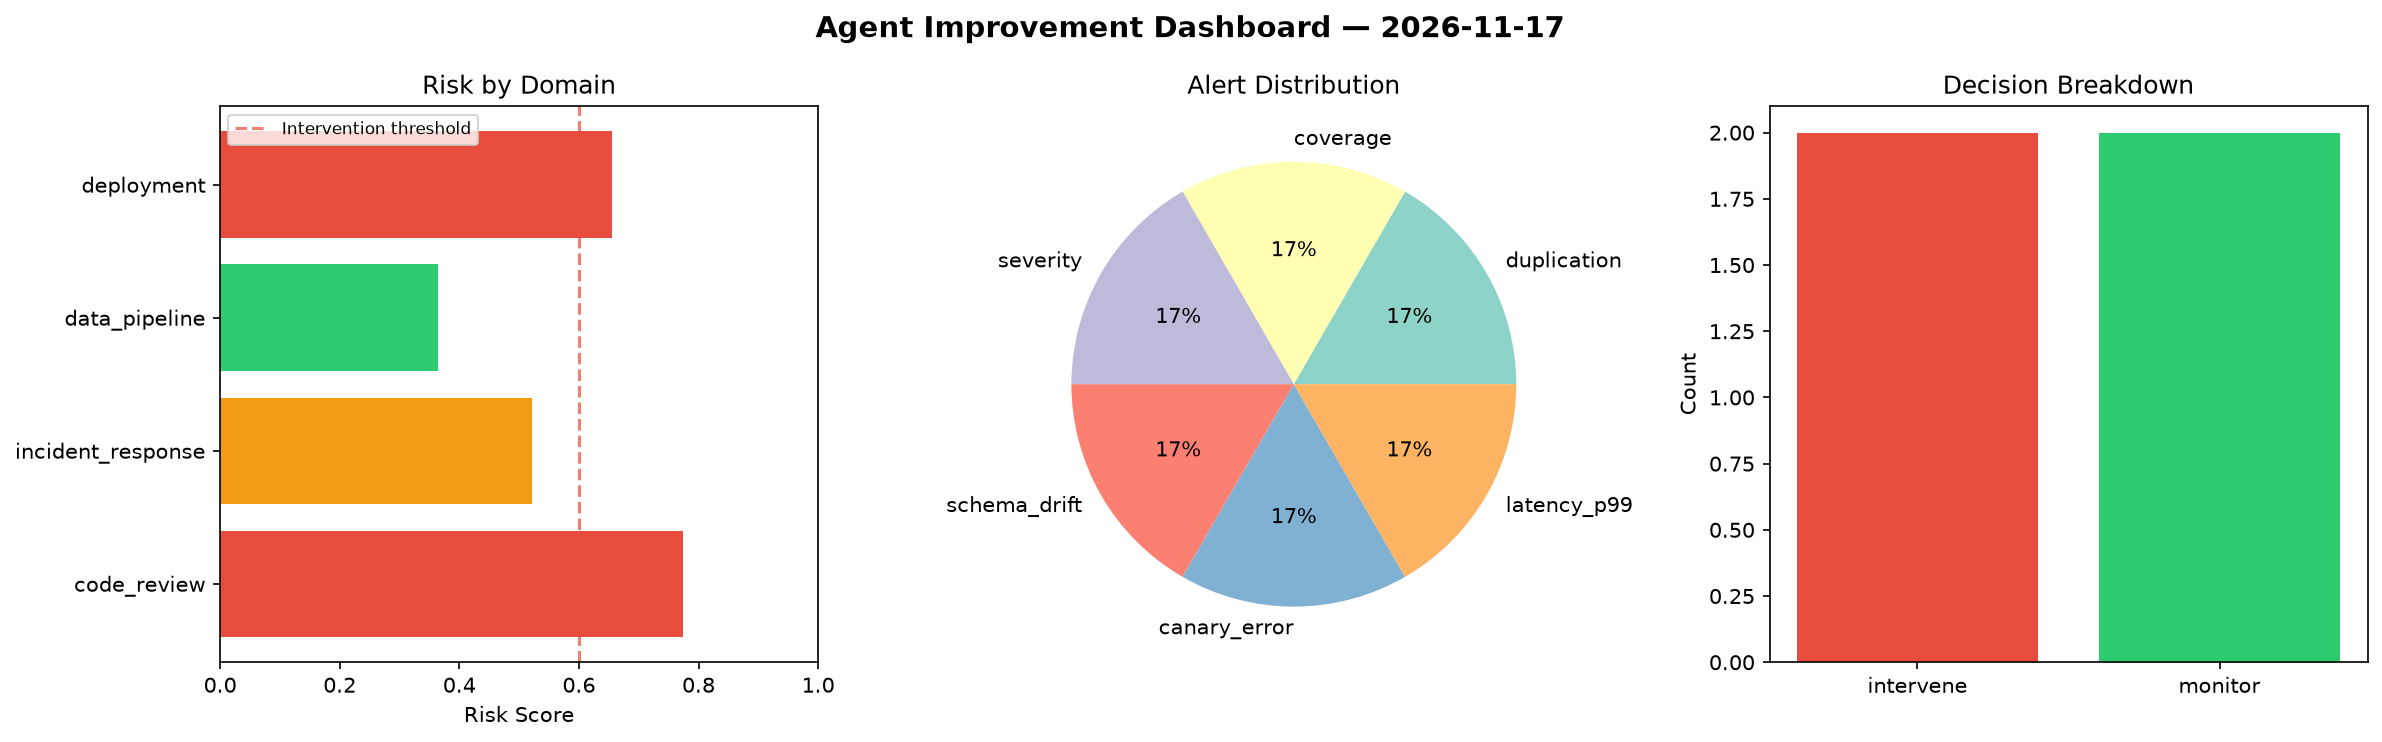 Agent Improvement Dashboard — 2026-11-17
Risk by Domain
Intervention threshold
deployment
data_pipeline
incident_response
code_review
0.0 0.2 0.4 0.6 0.8 1.0
Risk Score
Alert Distribution
coverage
severity
duplication
17%
17%
17%
17%
17%
17%
schema_drift
latency_p99
canary_error
Decision Breakdown
Count
2.00
1.75
1.50
1.25
1.00
0.75
0.50
0.25
0.00
intervene monitor